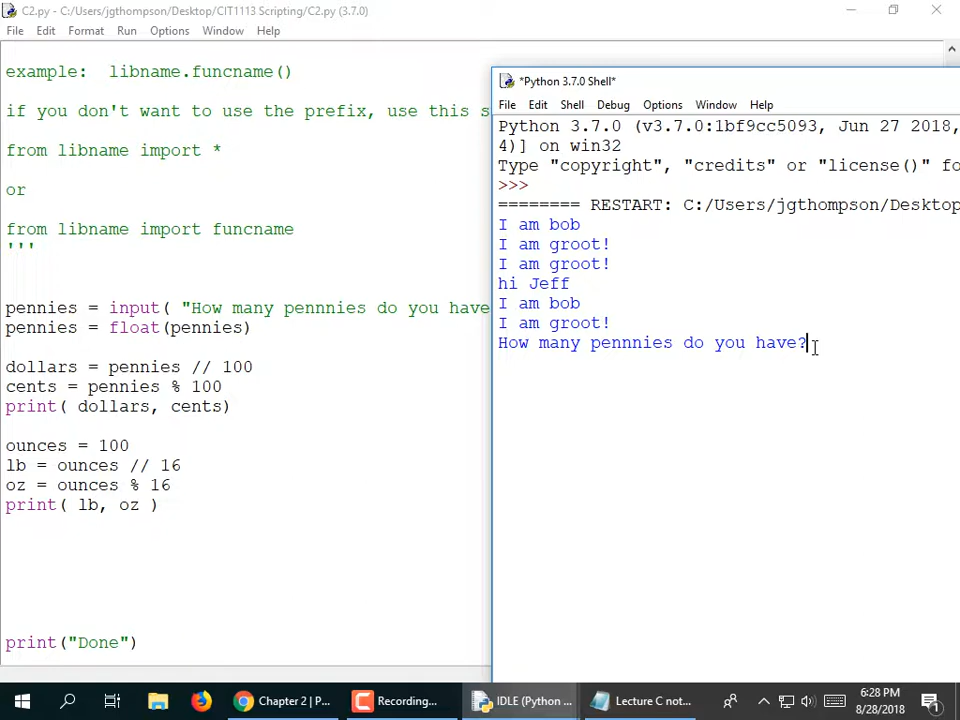 C2.py - C:/Users/jgthompson/Desktop/CIT1113 Scripting/C2.py (3.7.0)
File Edit Format Run Options Window Help
example:  libname.funcname()
if you don't want to use the prefix, use this s
from libname import *
or
from libname import funcname
'''
pennies = input( "How many pennnies do you have
pennies = float(pennies)
dollars = pennies // 100
cents = pennies % 100
print( dollars, cents)
ounces = 100
lb = ounces // 16
oz = ounces % 16
print( lb, oz )
print("Done")
*Python 3.7.0 Shell*
File Edit Shell Debug Options Window Help
Python 3.7.0 (v3.7.0:1bf9cc5093, Jun 27 2018,
4)] on win32
Type "copyright", "credits" or "license()" fo
>>>
======== RESTART: C:/Users/jgthompson/Desktop
I am bob
I am groot!
I am groot!
hi Jeff
I am bob
I am groot!
How many pennnies do you have?
Chapter 2 | P...
Recording...
IDLE (Python ...
Lecture C not...
6:28 PM
8/28/2018
1